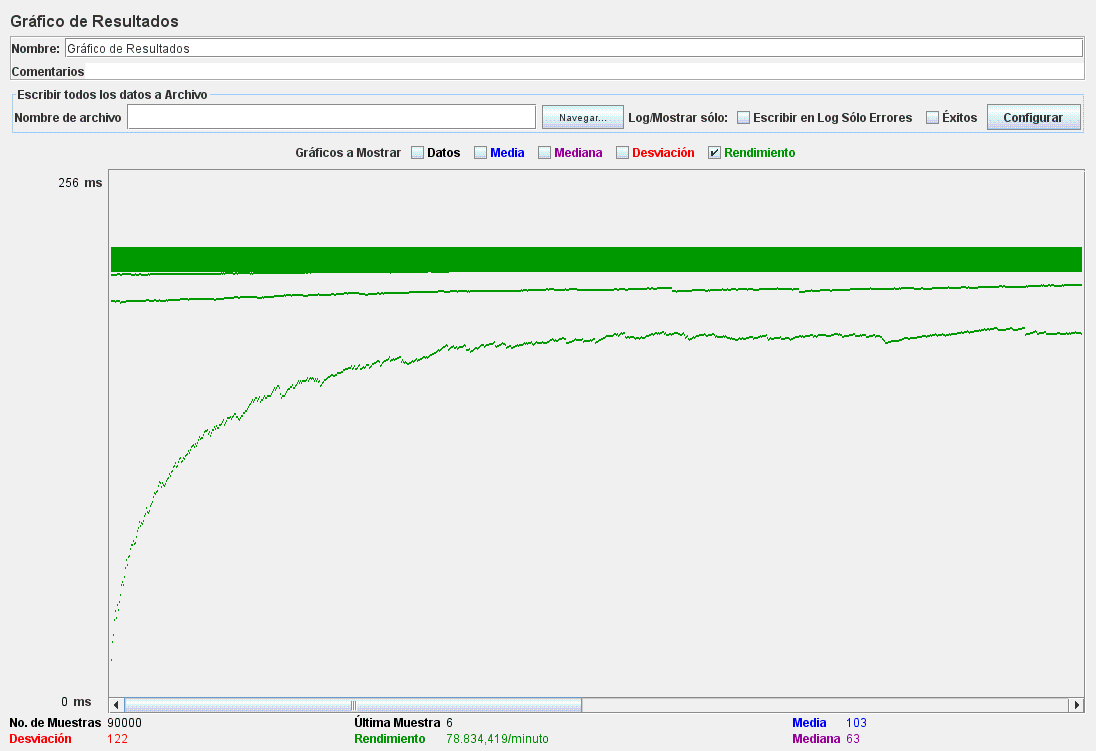 Gráfico de Resultados
Nombre: Gráfico de Resultados
Comentarios
Escribir todos los datos a Archivo
Nombre de archivo Navegar... Log/Mostrar sólo: Escribir en Log Sólo Errores Éxitos Configurar
Gráficos a Mostrar Datos Media Mediana Desviación Rendimiento
256 ms
0 ms
No. de Muestras 90000 Última Muestra 6 Media 103
Desviación 122 Rendimiento 78.834,419/minuto Mediana 63